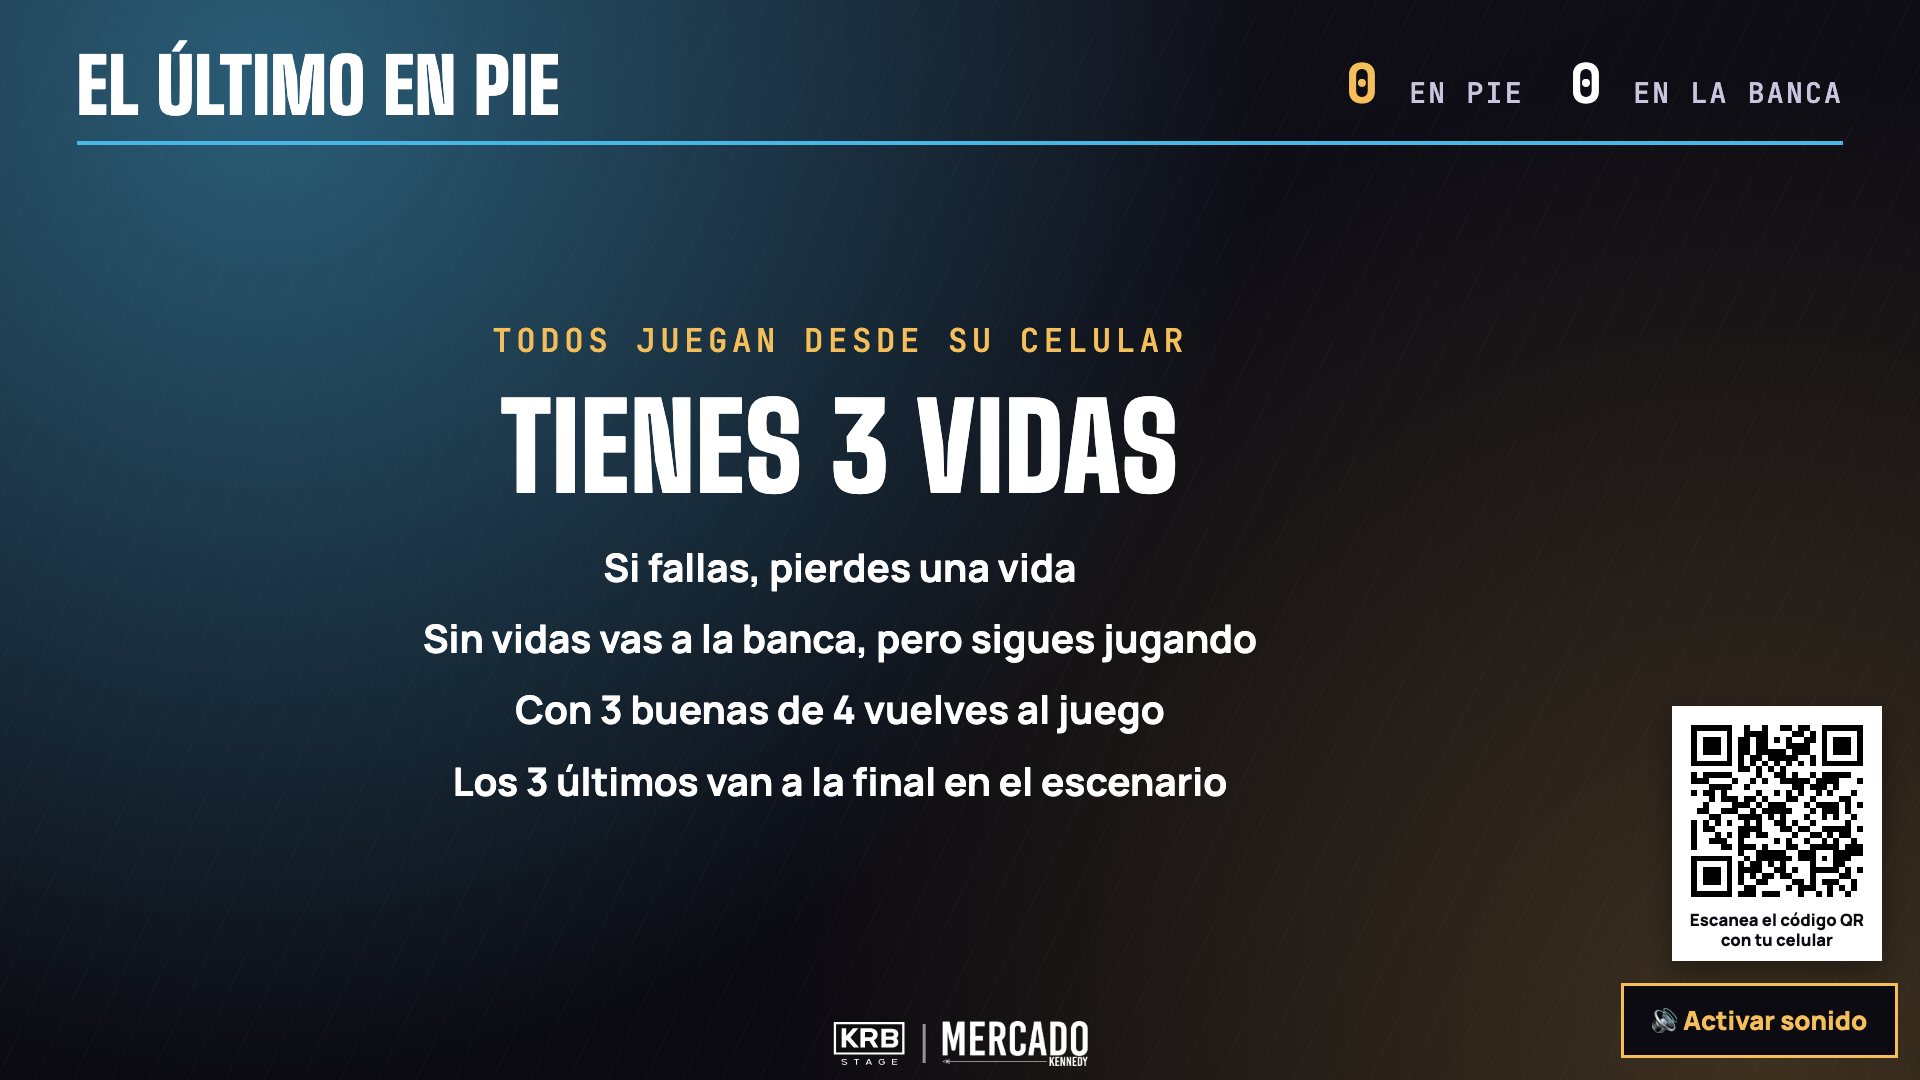 EL ÚLTIMO EN PIE
0 EN PIE 0 EN LA BANCA
TODOS JUEGAN DESDE SU CELULAR
TIENES 3 VIDAS
Si fallas, pierdes una vida
Sin vidas vas a la banca, pero sigues jugando
Con 3 buenas de 4 vuelves al juego
Los 3 últimos van a la final en el escenario
Escanea el código QR
con tu celular
🔊 Activar sonido
KRB
STAGE
MERCADO
KENNEDY